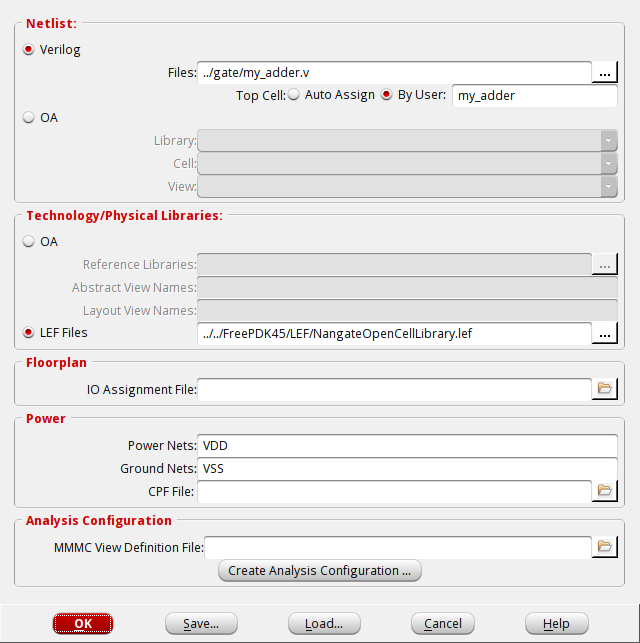 Netlist:
Verilog
Files: ../gate/my_adder.v ...
Top Cell: Auto Assign By User: my_adder
OA
Library:
Cell:
View:
Technology/Physical Libraries:
OA
Reference Libraries: ...
Abstract View Names:
Layout View Names:
LEF Files ../../FreePDK45/LEF/NangateOpenCellLibrary.lef ...
Floorplan
IO Assignment File:
Power
Power Nets: VDD
Ground Nets: VSS
CPF File:
Analysis Configuration
MMMC View Definition File:
Create Analysis Configuration ...
OK Save... Load... Cancel Help